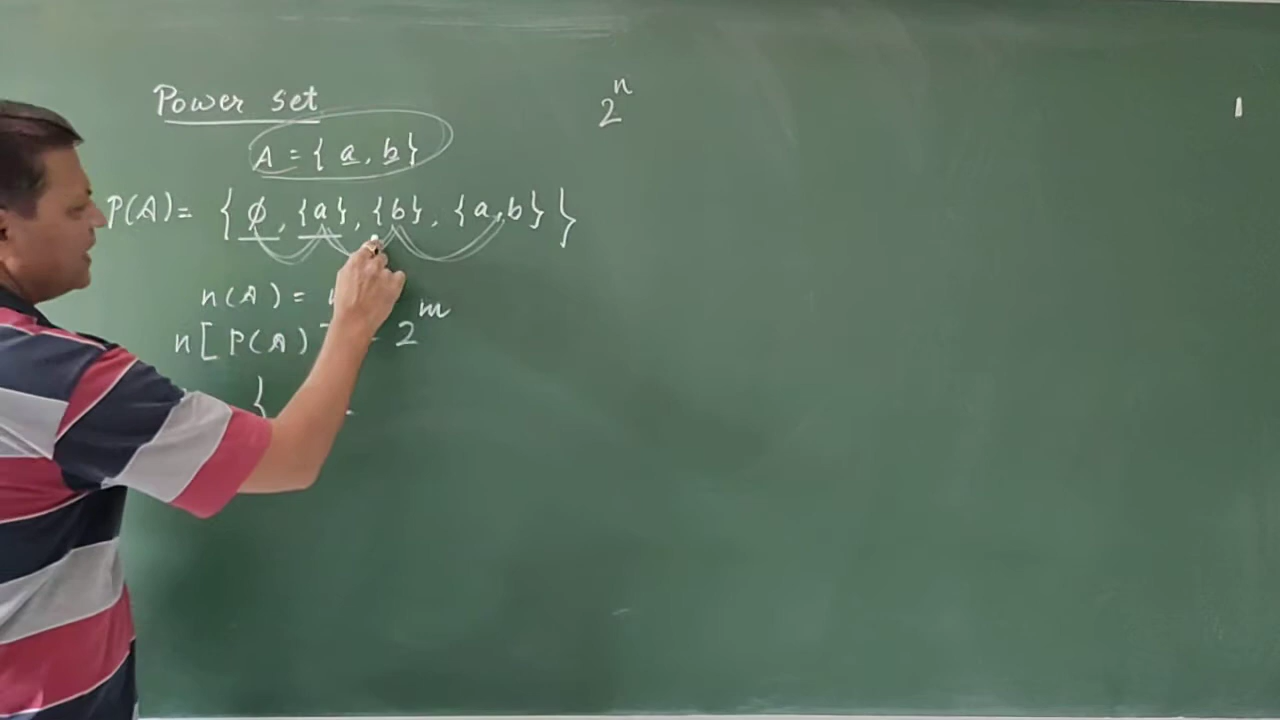 Power set
2^n
A = { a, b}
P(A) = { φ, {a}, {b}, {a,b} }
n(A) =
n[P(A)] = 2^m
{